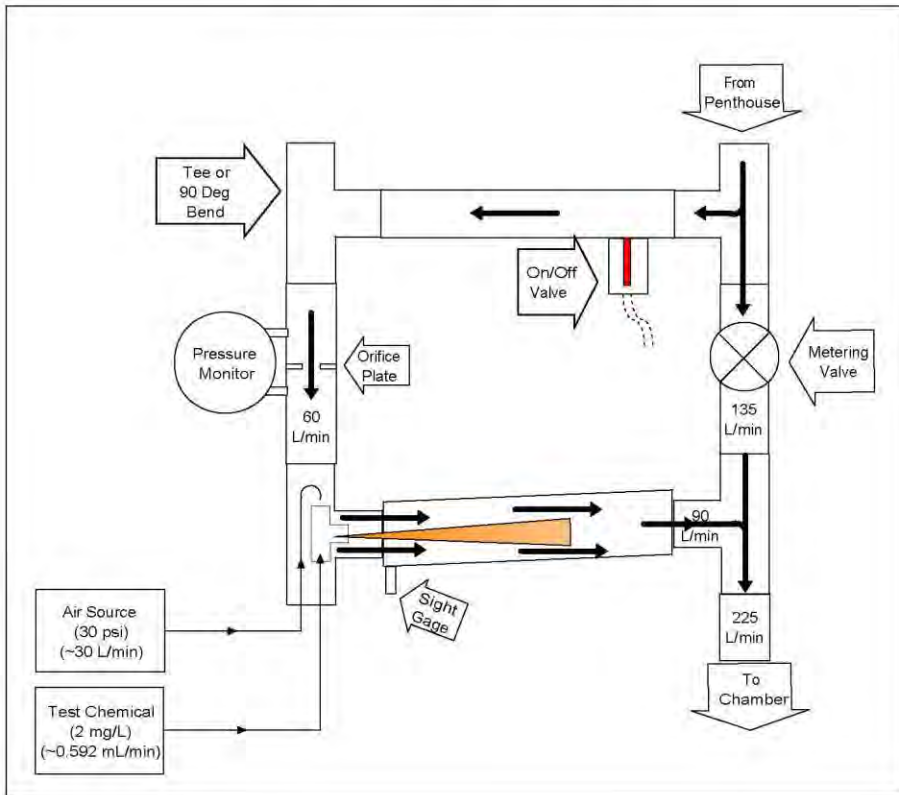 From
Penthouse
Tee or
90 Deg
Bend
On/Off
Valve
Pressure
Monitor
Orifice
Plate
Metering
Valve
60
L/min
135
L/min
90
L/min
Sight
Gage
Air Source
(30 psi)
(~30 L/min)
225
L/min
Test Chemical
(2 mg/L)
(~0.592 mL/min)
To
Chamber